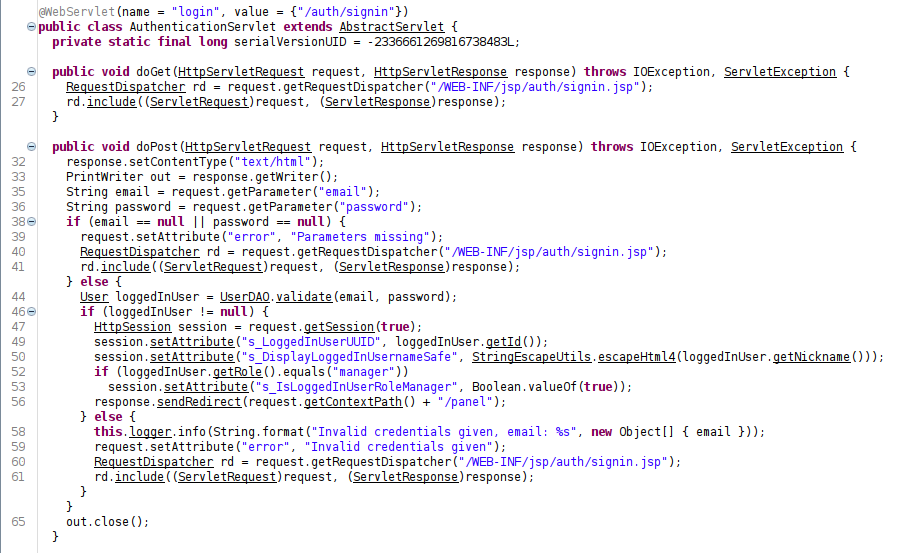 @WebServlet(name = "login", value = {"/auth/signin"})
public class AuthenticationServlet extends AbstractServlet {
private static final long serialVersionUID = -2336661269816738483L;
public void doGet(HttpServletRequest request, HttpServletResponse response) throws IOException, ServletException {
26 RequestDispatcher rd = request.getRequestDispatcher("/WEB-INF/jsp/auth/signin.jsp");
27 rd.include((ServletRequest)request, (ServletResponse)response);
}
public void doPost(HttpServletRequest request, HttpServletResponse response) throws IOException, ServletException {
32 response.setContentType("text/html");
33 PrintWriter out = response.getWriter();
35 String email = request.getParameter("email");
36 String password = request.getParameter("password");
38 if (email == null || password == null) {
39 request.setAttribute("error", "Parameters missing");
40 RequestDispatcher rd = request.getRequestDispatcher("/WEB-INF/jsp/auth/signin.jsp");
41 rd.include((ServletRequest)request, (ServletResponse)response);
} else {
44 User loggedInUser = UserDAO.validate(email, password);
46 if (loggedInUser != null) {
47 HttpSession session = request.getSession(true);
49 session.setAttribute("s_LoggedInUserUUID", loggedInUser.getId());
50 session.setAttribute("s_DisplayLoggedInUsernameSafe", StringEscapeUtils.escapeHtml4(loggedInUser.getNickname()));
52 if (loggedInUser.getRole().equals("manager"))
53 session.setAttribute("s_IsLoggedInUserRoleManager", Boolean.valueOf(true));
56 response.sendRedirect(request.getContextPath() + "/panel");
} else {
58 this.logger.info(String.format("Invalid credentials given, email: %s", new Object[] { email }));
59 request.setAttribute("error", "Invalid credentials given");
60 RequestDispatcher rd = request.getRequestDispatcher("/WEB-INF/jsp/auth/signin.jsp");
61 rd.include((ServletRequest)request, (ServletResponse)response);
}
}
65 out.close();
}